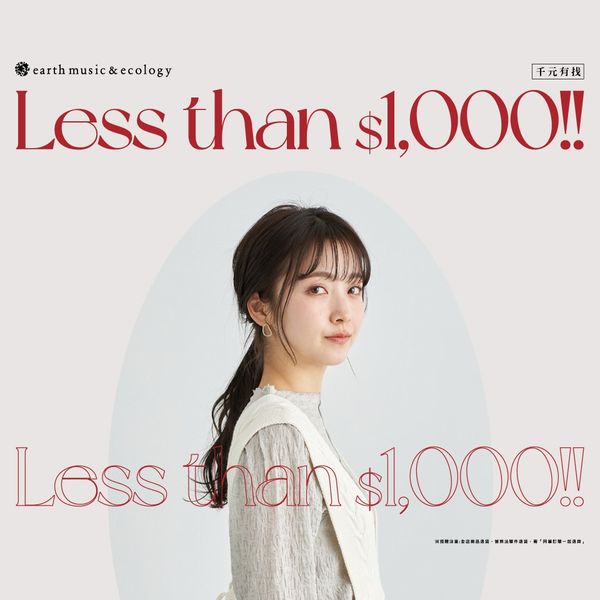 earth music & ecology
千元有找
Less than $1,000!!
Less than $1,000!!